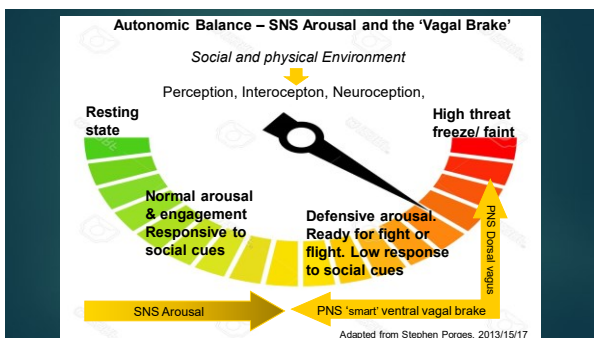 Autonomic Balance – SNS Arousal and the ‘Vagal Brake’
Social and physical Environment
Perception, Interocepton, Neuroception,
Resting
state
High threat
freeze/ faint
Normal arousal
& engagement
Responsive to
social cues
Defensive arousal.
Ready for fight or
flight. Low response
to social cues
PNS Dorsal vagus
SNS Arousal
PNS ‘smart’ ventral vagal brake
Adapted from Stephen Porges, 2013/15/17